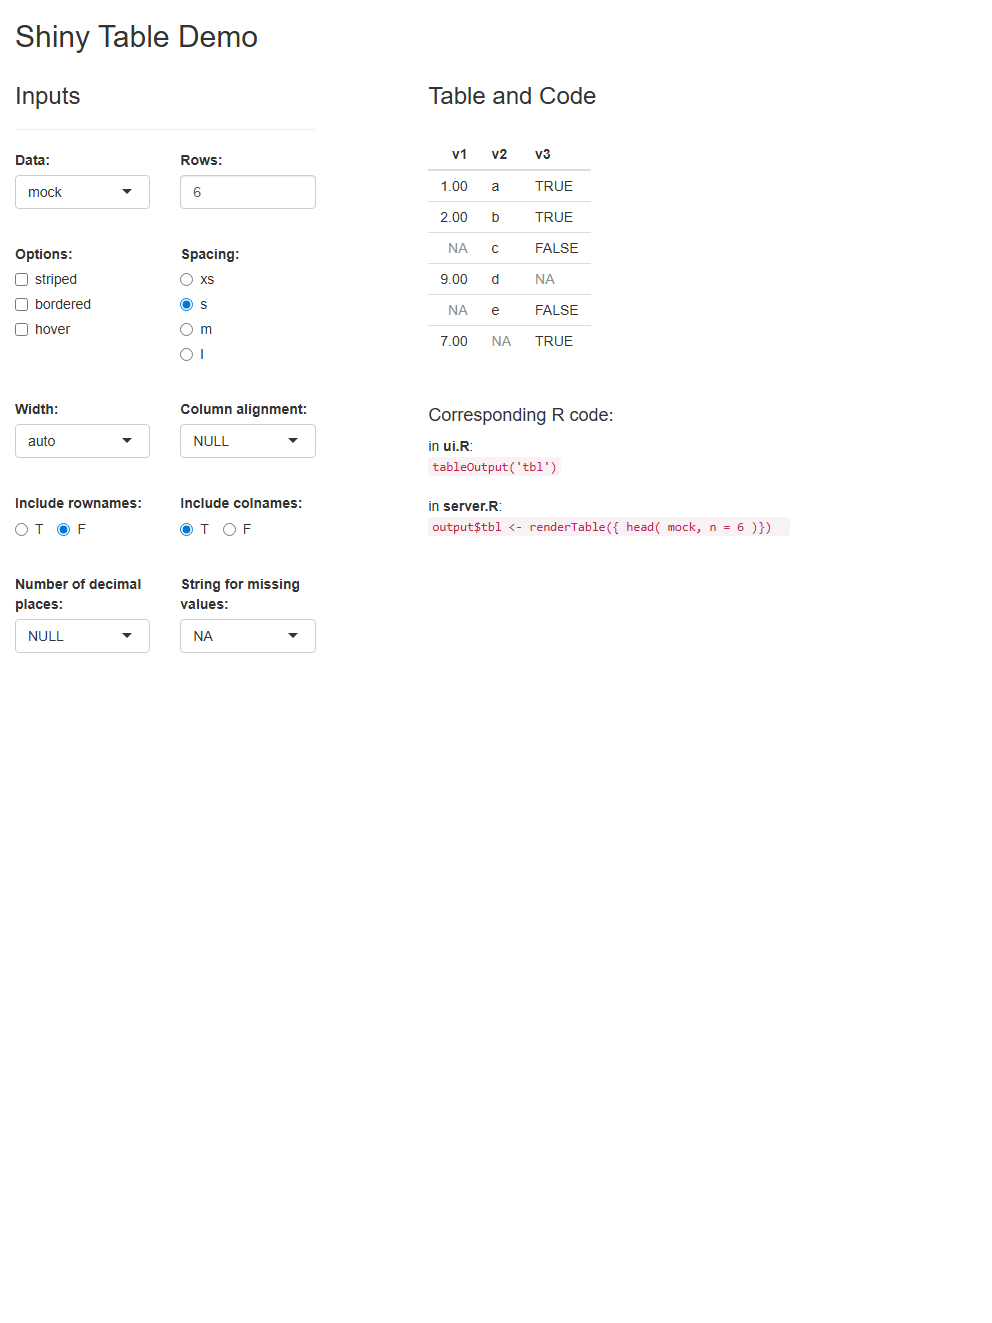 Shiny Table Demo
Inputs
Data:
Rows:
mock
6
Options:
Spacing:
striped
xs
bordered
s
hover
m
l
Width:
Column alignment:
auto
NULL
Include rownames:
Include colnames:
T F
T F
Number of decimal
places:
String for missing
values:
NULL
NA
Table and Code
v1 v2 v3
1.00 a TRUE
2.00 b TRUE
NA c FALSE
9.00 d NA
NA e FALSE
7.00 NA TRUE
Corresponding R code:
in ui.R:
tableOutput('tbl')
in server.R:
output$tbl <- renderTable({ head( mock, n = 6 )})